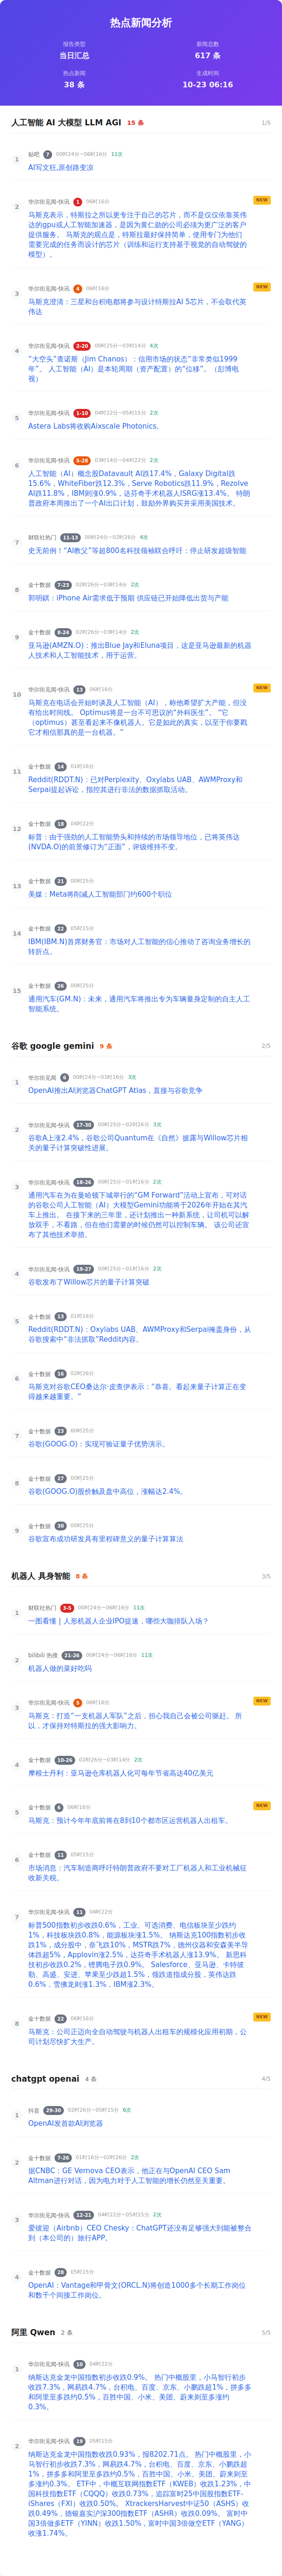 热点新闻分析
报告类型
新闻总数
当日汇总
617 条
热点新闻
生成时间
38 条
10-23 06:16
人工智能 AI 大模型 LLM AGI 15 条 1/5
1
贴吧 7 00时24分~06时16分 11次
AI写文狂,原创路变凉
2
华尔街见闻-快讯 1 06时16分 NEW
马斯克表示，特斯拉之所以更专注于自己的芯片，而不是仅仅依靠英伟
达的gpu或人工智能加速器，是因为黄仁勋的公司必须为更广泛的客户
提供服务。 马斯克的观点是，特斯拉最好保持简单，使用专门为他们
需要完成的任务而设计的芯片（训练和运行支持基于视觉的自动驾驶的
模型）。
3
华尔街见闻-快讯 4 06时16分 NEW
马斯克澄清：三星和台积电都将参与设计特斯拉AI 5芯片，不会取代英
伟达
4
华尔街见闻-快讯 2-20 00时25分~03时14分 4次
“大空头”查诺斯（Jim Chanos）：信用市场的状态“非常类似1999
年”。 人工智能（AI）是本轮周期（资产配置）的“位移”。（彭博电
视）
5
华尔街见闻-快讯 1-10 04时22分~05时15分 2次
Astera Labs将收购Aixscale Photonics。
6
华尔街见闻-快讯 5-28 03时14分~04时22分 2次
人工智能（AI）概念股Datavault AI跌17.4%，Galaxy Digital跌
15.6%，WhiteFiber跌12.3%，Serve Robotics跌11.9%，Rezolve
AI跌11.8%，IBM则涨0.9%，达芬奇手术机器人ISRG涨13.4%。 特朗
普政府本周推出了一个AI出口计划，鼓励外界购买并采用美国技术。
7
财联社热门 11-13 00时24分~02时26分 4次
史无前例！“AI教父”等超800名科技领袖联合呼吁：停止研发超级智能
8
金十数据 7-23 02时26分~03时14分 2次
郭明錤：iPhone Air需求低于预期 供应链已开始降低出货与产能
9
金十数据 8-24 02时26分~03时14分 2次
亚马逊(AMZN.O)：推出Blue Jay和Eluna项目，这是亚马逊最新的机器
人技术和人工智能技术，用于运营。
10
华尔街见闻-快讯 13 06时16分 NEW
马斯克在电话会开始时谈及人工智能（AI），称他希望扩大产能，但没
有给出时间线。 Optimis将是一台不可思议的“外科医生”。 “它
（optimus）甚至看起来不像机器人。它是如此的真实，以至于你要戳
它才相信那真的是一台机器。”
11
金十数据 14 01时16分
Reddit(RDDT.N)：已对Perplexity、Oxylabs UAB、AWMProxy和
Serpai提起诉讼，指控其进行非法的数据抓取活动。
12
金十数据 18 04时22分
标普：由于强劲的人工智能势头和持续的市场领导地位，已将英伟达
(NVDA.O)的前景修订为“正面”，评级维持不变。
13
金十数据 21 00时25分
美媒：Meta将削减人工智能部门约600个职位
14
金十数据 22 05时15分
IBM(IBM.N)首席财务官：市场对人工智能的信心推动了咨询业务增长的
转折点。
15
金十数据 26 00时25分
通用汽车(GM.N)：未来，通用汽车将推出专为车辆量身定制的自主人工
智能系统。
谷歌 google gemini 9 条 2/5
1
华尔街见闻 6 00时24分~01时16分 3次
OpenAI推出AI浏览器ChatGPT Atlas，直接与谷歌竞争
2
华尔街见闻-快讯 17-30 00时25分~02时26分 3次
谷歌A上涨2.4%，谷歌公司Quantum在《自然》披露与Willow芯片相
关的量子计算突破性进展。
3
华尔街见闻-快讯 18-26 00时25分~01时16分 2次
通用汽车在为在曼哈顿下城举行的“GM Forward”活动上宣布，可对话
的谷歌公司人工智能（AI）大模型Gemini功能将于2026年开始在其汽
车上推出。 在接下来的三年里，还计划推出一种新系统，让司机可以解
放双手，不看路，但在他们需要的时候仍然可以控制车辆。 该公司还宣
布了其他技术举措。
4
华尔街见闻-快讯 19-27 00时25分~01时16分 2次
谷歌发布了Willow芯片的量子计算突破
5
金十数据 13 01时16分
Reddit(RDDT.N)：Oxylabs UAB、AWMProxy和Serpai掩盖身份，从
谷歌搜索中“非法抓取”Reddit内容。
6
金十数据 16 02时26分
马斯克对谷歌CEO桑达尔·皮查伊表示：“恭喜。看起来量子计算正在变
得越来越重要。”
7
金十数据 23 00时25分
谷歌(GOOG.O)：实现可验证量子优势演示。
8
金十数据 27 00时25分
谷歌(GOOG.O)股价触及盘中高位，涨幅达2.4%。
9
金十数据 30 00时25分
谷歌宣布成功研发具有里程碑意义的量子计算算法
机器人 具身智能 8 条 3/5
1
财联社热门 3-5 00时24分~06时16分 11次
一图看懂 | 人形机器人企业IPO提速，哪些大咖排队入场？
2
bilibili 热搜 21-26 00时24分~06时16分 11次
机器人做的菜好吃吗
3
华尔街见闻-快讯 5 06时16分 NEW
马斯克：打造“一支机器人军队”之后，担心我自己会被公司驱赶。 所
以，才保持对特斯拉的强大影响力。
4
金十数据 10-26 02时26分~03时14分 2次
摩根士丹利：亚马逊仓库机器人化可每年节省高达40亿美元
5
金十数据 6 06时16分 NEW
马斯克：预计今年年底前将在8到10个都市区运营机器人出租车。
6
金十数据 11 05时15分
市场消息：汽车制造商呼吁特朗普政府不要对工厂机器人和工业机械征
收新关税。
7
华尔街见闻-快讯 11 04时22分
标普500指数初步收跌0.6%，工业、可选消费、电信板块至少跌约
1%，科技板块跌0.8%，能源板块涨1.5%。 纳斯达克100指数初步收
跌1%，成分股中，奈飞跌10%，MSTR跌7%，德州仪器和安森美半导
体跌超5%，Applovin涨2.5%，达芬奇手术机器人涨13.9%。 新思科
技初步收跌0.2%，铿腾电子跌0.9%。 Salesforce、亚马逊、卡特彼
勒、高盛、安进、苹果至少跌超1.5%，领跌道指成分股，英伟达跌
0.6%，雪佛龙则涨1.3%，IBM涨2.3%。
8
金十数据 22 06时16分 NEW
马斯克：公司正迈向全自动驾驶与机器人出租车的规模化应用初期，公
司计划尽快扩大生产。
chatgpt openai 4 条 4/5
1
抖音 29-30 02时26分~05时15分 6次
OpenAI发首款AI浏览器
2
金十数据 7-26 01时16分~02时26分 2次
据CNBC：GE Vernova CEO表示，他正在与OpenAI CEO Sam
Altman进行对话，因为电力对于人工智能的增长仍然至关重要。
3
华尔街见闻-快讯 12-21 04时22分~05时15分 2次
爱彼迎（Airbnb）CEO Chesky：ChatGPT还没有足够强大到能被整合
到（本公司的）旅行APP。
4
金十数据 28 05时15分
OpenAI：Vantage和甲骨文(ORCL.N)将创造1000多个长期工作岗位
和数千个间接工作岗位。
阿里 Qwen 2 条 5/5
1
华尔街见闻-快讯 10 04时22分
纳斯达克金龙中国指数初步收跌0.9%。 热门中概股里，小马智行初步
收跌7.3%，网易跌4.7%，台积电、百度、京东、小鹏跌超1%，拼多多
和阿里至多跌约0.5%，百胜中国、小米、美团、蔚来则至多涨约
0.3%。
2
华尔街见闻-快讯 19 05时15分
纳斯达克金龙中国指数收跌0.93%，报8202.71点。 热门中概股里，小
马智行初步收跌7.3%，网易跌4.7%，台积电、百度、京东、小鹏跌超
1%，拼多多和阿里至多跌约0.5%，百胜中国、小米、美团、蔚来则至
多涨约0.3%。 ETF中，中概互联网指数ETF（KWEB）收跌1.23%，中
国科技指数ETF（CQQQ）收跌0.73%，追踪富时25中国股指数ETF-
iShares（FXI）收跌0.50%。 XtrackersHarvest中证50（ASHS）收
跌0.49%，德银嘉实沪深300指数ETF（ASHR）收跌0.09%。 富时中
国3倍做多ETF（YINN）收跌1.50%，富时中国3倍做空ETF（YANG）
收涨1.74%。